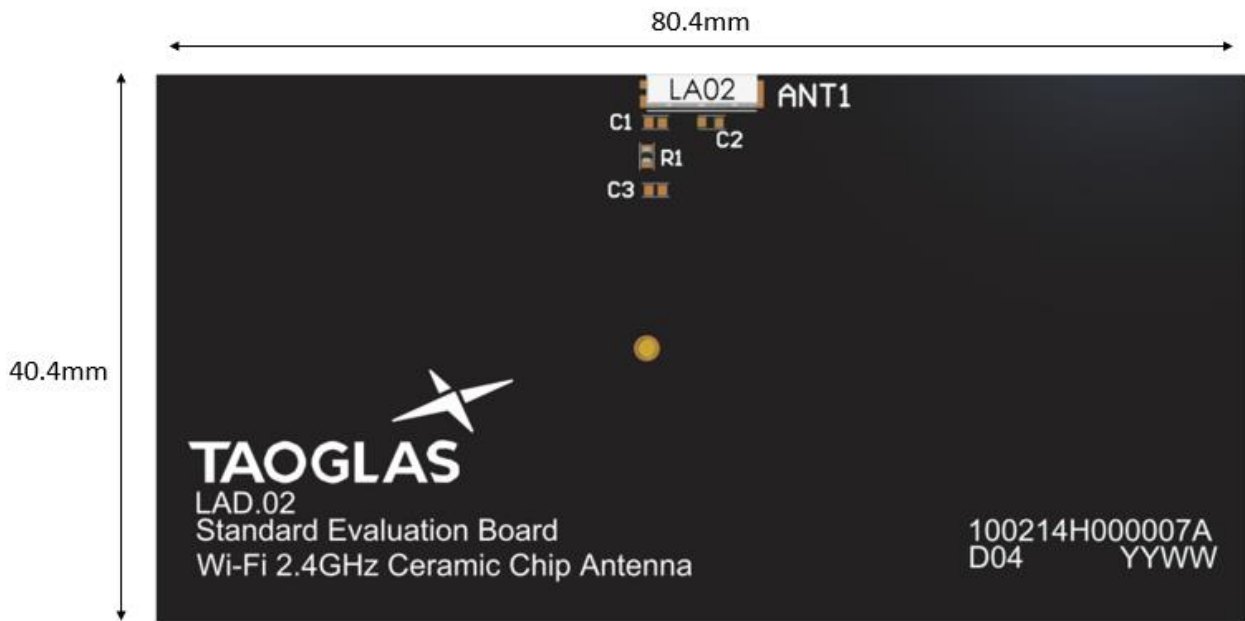 80.4mm
LA02
ANT1
C1
C2
R1
C3
40.4mm
TAOGLAS
LAD.02
Standard Evaluation Board
Wi-Fi 2.4GHz Ceramic Chip Antenna
100214H000007A
D04 YYWW